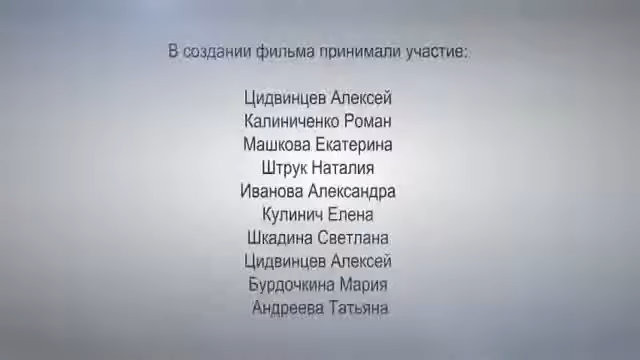 В создании фильма принимали участие:
Цидвинцев Алексей
Калиниченко Роман
Машкова Екатерина
Штрук Наталия
Иванова Александра
Кулинич Елена
Шкадина Светлана
Цидвинцев Алексей
Бурдочкина Мария
Андреева Татьяна